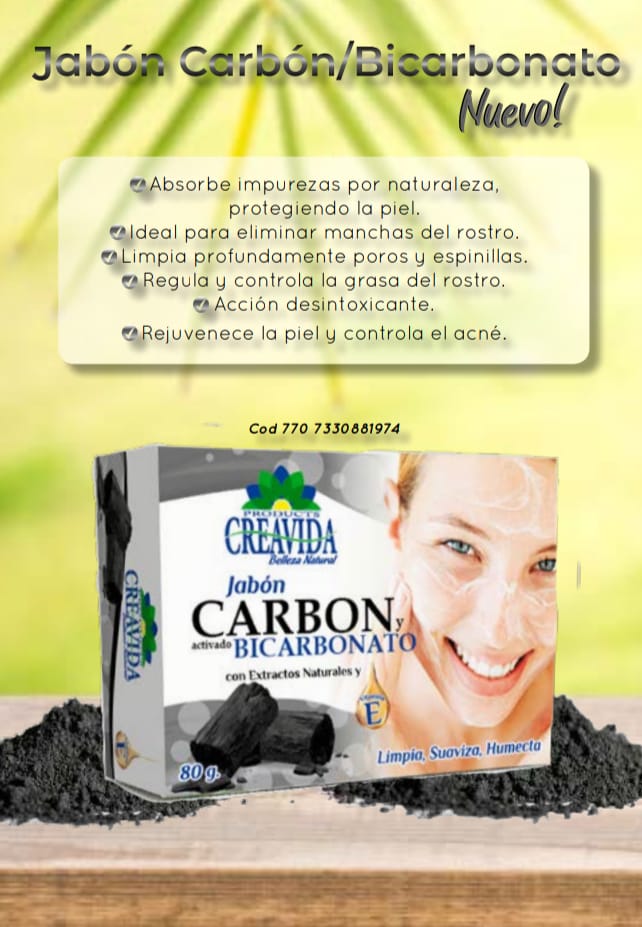 Jabón Carbón/Bicarbonato
Nuevo!
Absorbe impurezas por naturaleza,
protegiendo la piel.
Ideal para eliminar manchas del rostro.
Limpia profundamente poros y espinillas.
Regula y controla la grasa del rostro.
Acción desintoxicante.
Rejuvenece la piel y controla el acné.
Cod 770 7330881974
PRODUCTS
CREAVIDA
Belleza Natural
Jabón
CARBON y
activado BICARBONATO
con Extractos Naturales y
Vitamina
E
80 g.
Limpia, Suaviza, Humecta
CREAVIDA
E